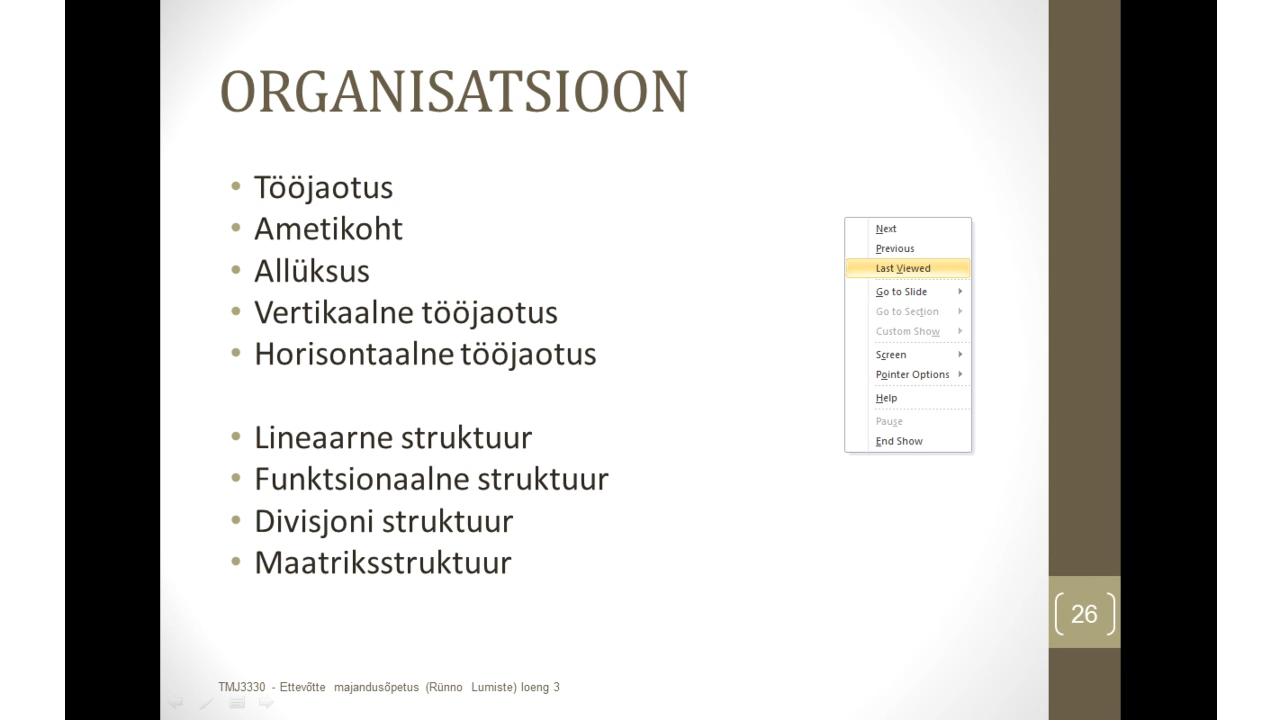 ORGANISATSIOON
• Tööjaotus
• Ametikoht
• Allüksus
• Vertikaalne tööjaotus
• Horisontaalne tööjaotus
• Lineaarne struktuur
• Funktsionaalne struktuur
• Divisjoni struktuur
• Maatriksstruktuur
Next
Previous
Last Viewed
Go to Slide
Go to Section
Custom Show
Screen
Pointer Options
Help
Pause
End Show
26
TMJ3330 - Ettevõtte majandusõpetus (Rünno Lumiste) loeng 3